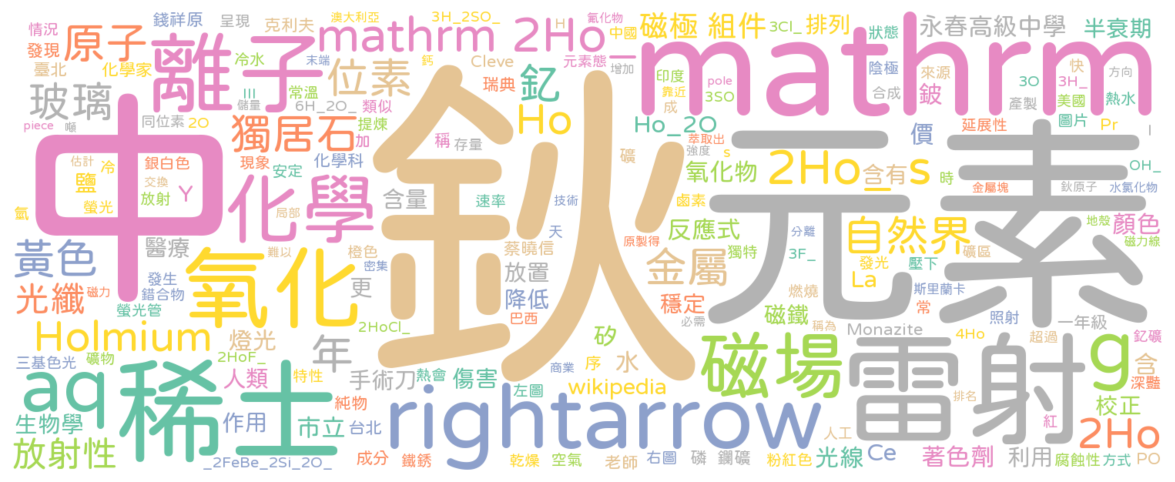 情況 錢祥原 呈現 克利夫 澳大利亞 3H_2SO_ H 氰化物 中國 元素態 3Cl_ 排列 永春高級中學 狀態 半衰期
發現 原子 離子 mathrm 2Ho_ 磁極 組件 mathrm
臺北 化學家 冷水 末端 鈣 Cleve 增加 印度 pole 陰極 來源 快 方向
玻璃 III 常溫 位素 瑞典 釔 靠近 3SO 合成 鈹 3O 3H_ 美國 熱水
儲量 6H_2O_ 類似 成 產製 圖片
piece 噸 同位素 2O 獨居石 提煉 加 稱 存量 Ho Ho_2O 萃取出 價 延展性 Pr l
中 估計 冷 銀白色 現象 安定 化學科 礦 強度 s 氧化物 2Ho_ 含有 s 時 OH_
鹽 交換 螢光 放射 Y 化學 局部 含量 鈥 速率 技術 鹵素 元素 金屬塊 鈥原子 水氯化物
氬 醫療 難以 橙色 蔡曉信 天 原製得 反應式 獨特 分離 自然界 地殼 顏色 磁力線
黃色 發生 氧化 密集 更 放置 金屬 3F_ 發光 礦區 壓下
光纖 磁力 錯合物 螢光管 2HoCl_ 降低 巴西 必需 穩定 燃燒 La 斯里蘭卡 常 照射 一年級
Holmium 燈光 年 商業 矽 磁鐵 稱為 Monazite 4Ho 超過 釔礦
三基色光 礦物 2HoF_ 特性 手術刀 熱會 傷害 序 水 磁場 雷射 g 含 深豔
aq 稀土 人類 純物 左圖 wikipedia 排名 紅 校正
生物學 作用 市立 台北 rightarrow 人工 2Ho
放射性 _2FeBe_2Si_2O_ 成分 鐵銹 乾燥 空氣 老師 右圖 磷 鑭礦 粉紅色 光線 Ce 著色劑 利用 腐蝕性 方式 PO